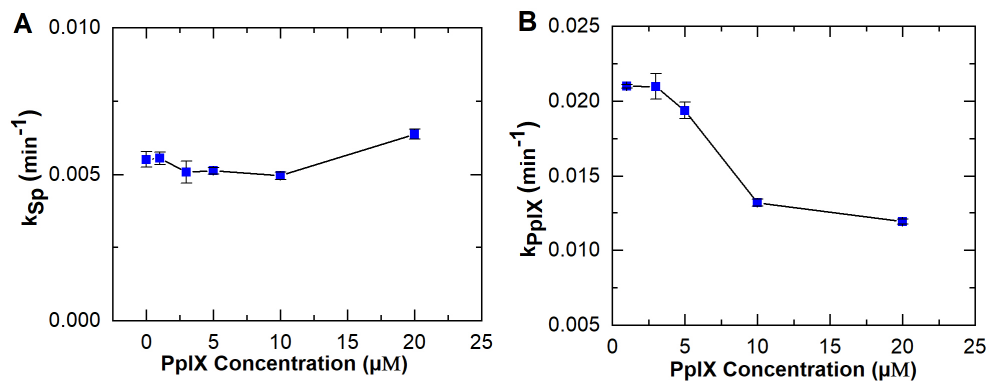 A
0.010
0.005
0.000
kSp (min-1)
0 5 10 15 20 25
PpIX Concentration (µM)
B
0.025
0.020
0.015
0.010
0.005
kPpIX (min-1)
0 5 10 15 20 25
PpIX Concentration (µM)